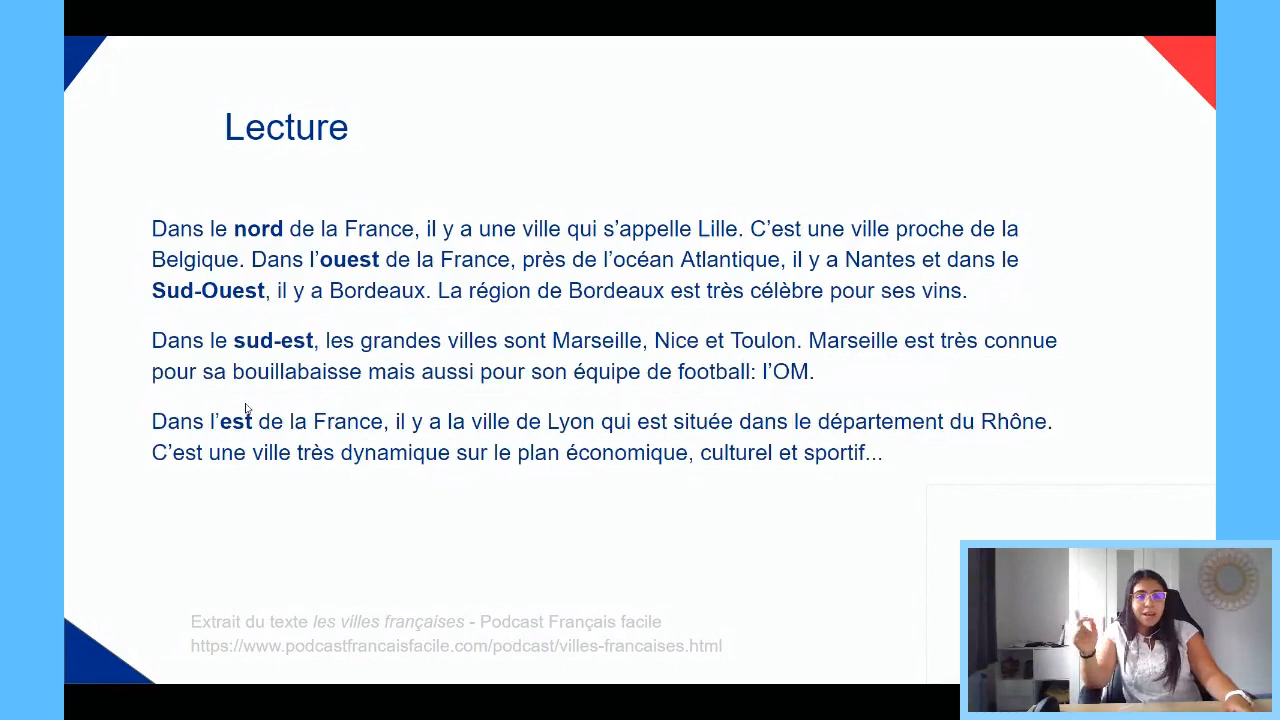 Lecture
Dans le nord de la France, il y a une ville qui s’appelle Lille. C’est une ville proche de la
Belgique. Dans l’ouest de la France, près de l’océan Atlantique, il y a Nantes et dans le
Sud-Ouest, il y a Bordeaux. La région de Bordeaux est très célèbre pour ses vins.
Dans le sud-est, les grandes villes sont Marseille, Nice et Toulon. Marseille est très connue
pour sa bouillabaisse mais aussi pour son équipe de football: l’OM.
Dans l’est de la France, il y a la ville de Lyon qui est située dans le département du Rhône.
C’est une ville très dynamique sur le plan économique, culturel et sportif...
Extrait du texte les villes françaises - Podcast Français facile
https://www.podcastfrancaisfacile.com/podcast/villes-francaises.html